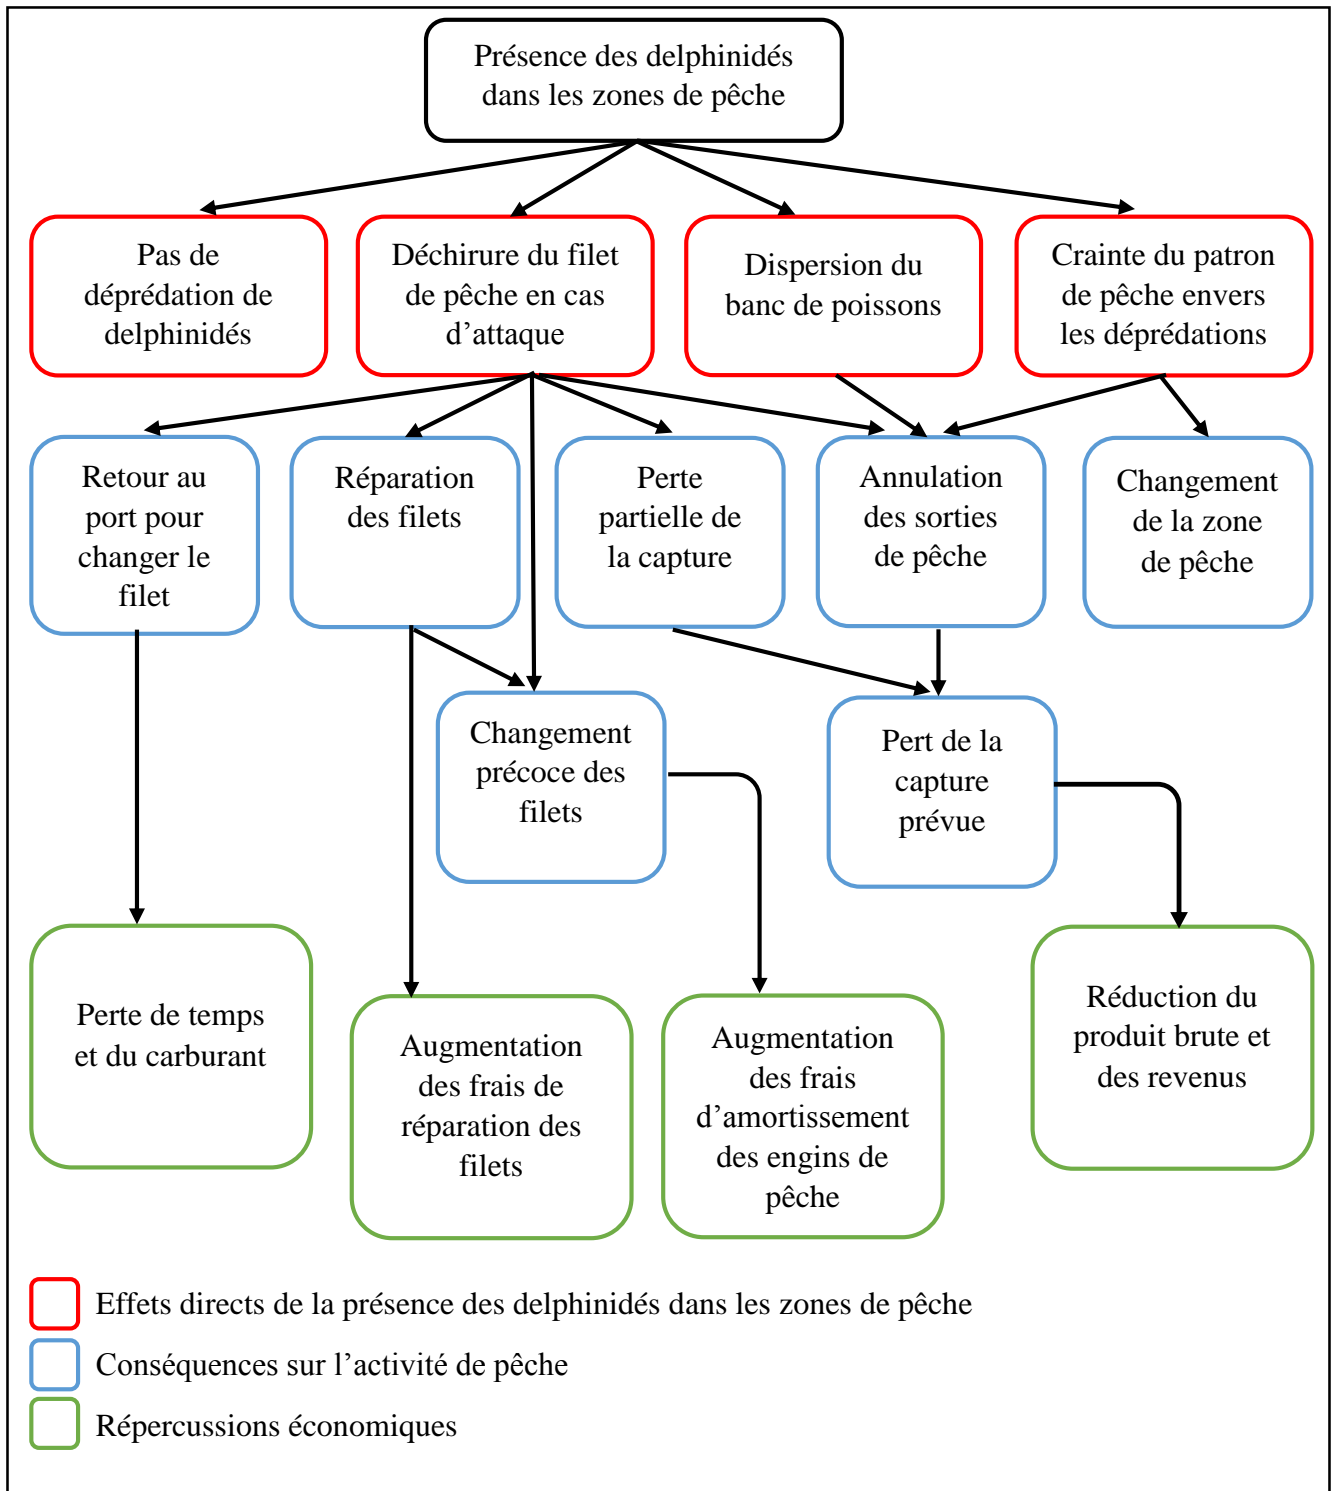 Présence des delphinidés
dans les zones de pêche
Pas de
déprédation de
delphinidés
Déchirure du filet
de pêche en cas
d’attaque
Dispersion du
banc de poissons
Crainte du patron
de pêche envers
les déprédations
Retour au
port pour
changer le
filet
Réparation
des filets
Perte
partielle de
la capture
Annulation
des sorties
de pêche
Changement
de la zone
de pêche
Changement
précoce des
filets
Pert de la
capture
prévue
Perte de temps
et du carburant
Augmentation
des frais de
réparation des
filets
Augmentation
des frais
d’amortissement
des engins de
pêche
Réduction du
produit brute et
des revenus
Effets directs de la présence des delphinidés dans les zones de pêche
Conséquences sur l’activité de pêche
Répercussions économiques